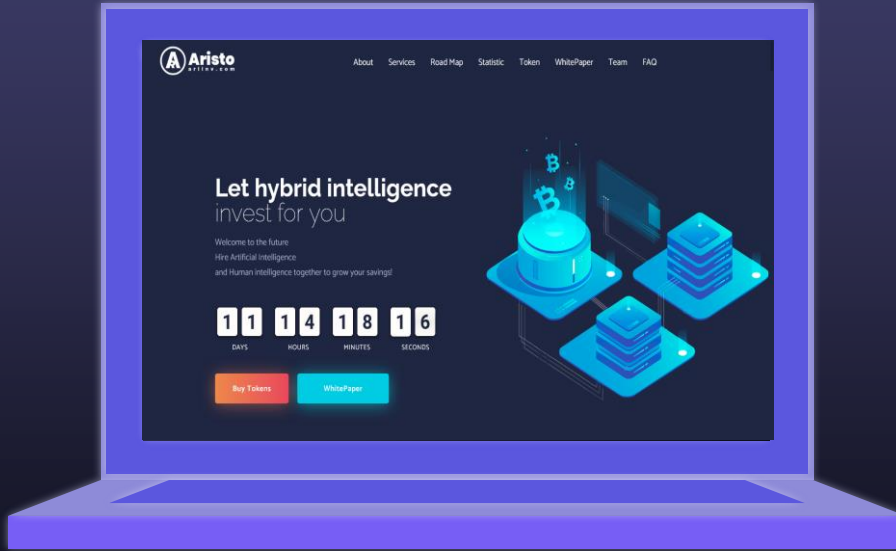 Aristo
About Services Road Map Statistic Token WhitePaper Team FAQ
Let hybrid intelligence
invest for you
Welcome to the future
Hire Artificial Intelligence
and Human intelligence together to grow your savings!
11 14 18 16
DAYS HOURS MINUTES SECONDS
Buy Tokens WhitePaper